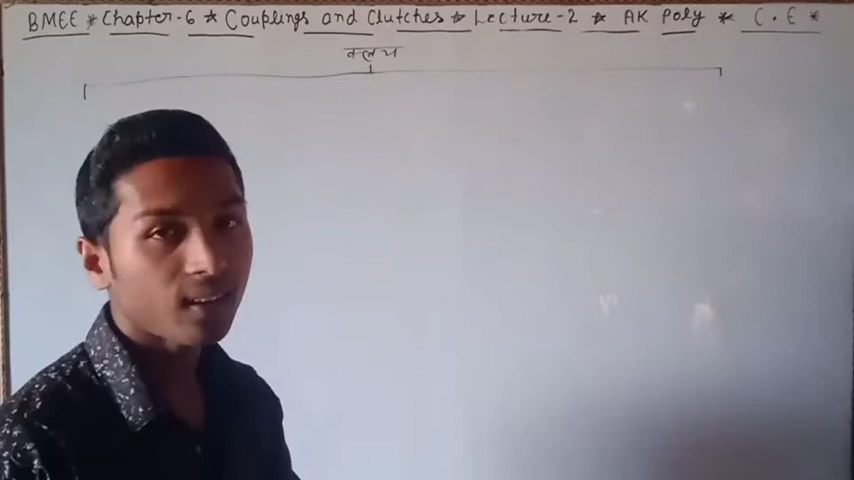 BMEE * Chapter-6 * Couplings and Clutches * Lecture-2 * AK Poly * C.E *
क्लच